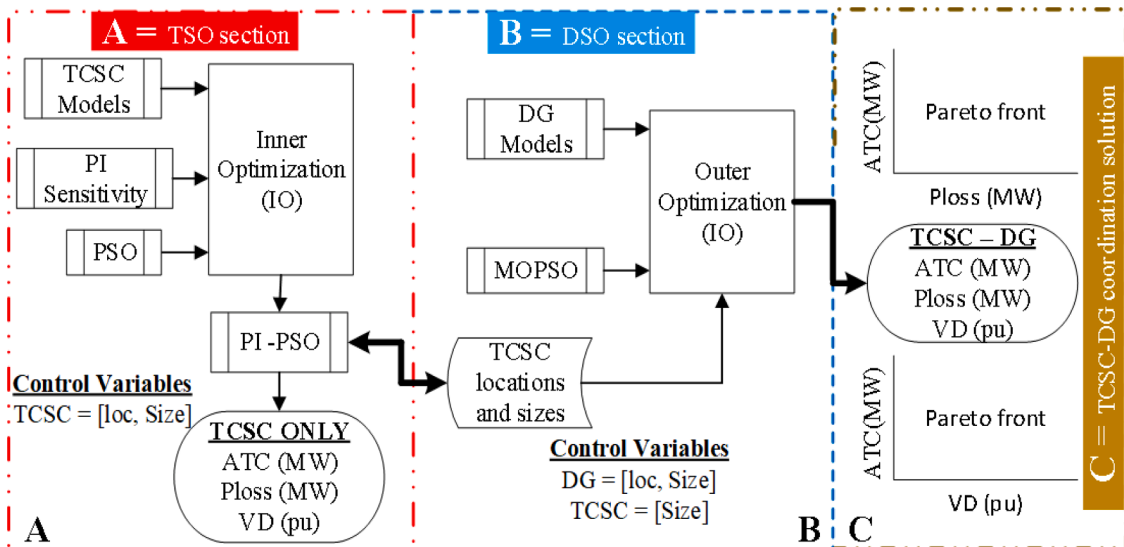 A = TSO section
TCSC
Models
PI
Sensitivity
PSO
Inner
Optimization
(IO)
PI -PSO
Control Variables
TCSC = [loc, Size]
TCSC ONLY
ATC (MW)
Ploss (MW)
VD (pu)
A
B = DSO section
DG
Models
MOPSO
Outer
Optimization
(IO)
TCSC
locations
and sizes
Control Variables
DG = [loc, Size]
TCSC = [Size]
B
ATC(MW)
Pareto front
Ploss (MW)
TCSC – DG
ATC (MW)
Ploss (MW)
VD (pu)
ATC(MW)
Pareto front
VD (pu)
C
C = TCSC-DG coordination solution